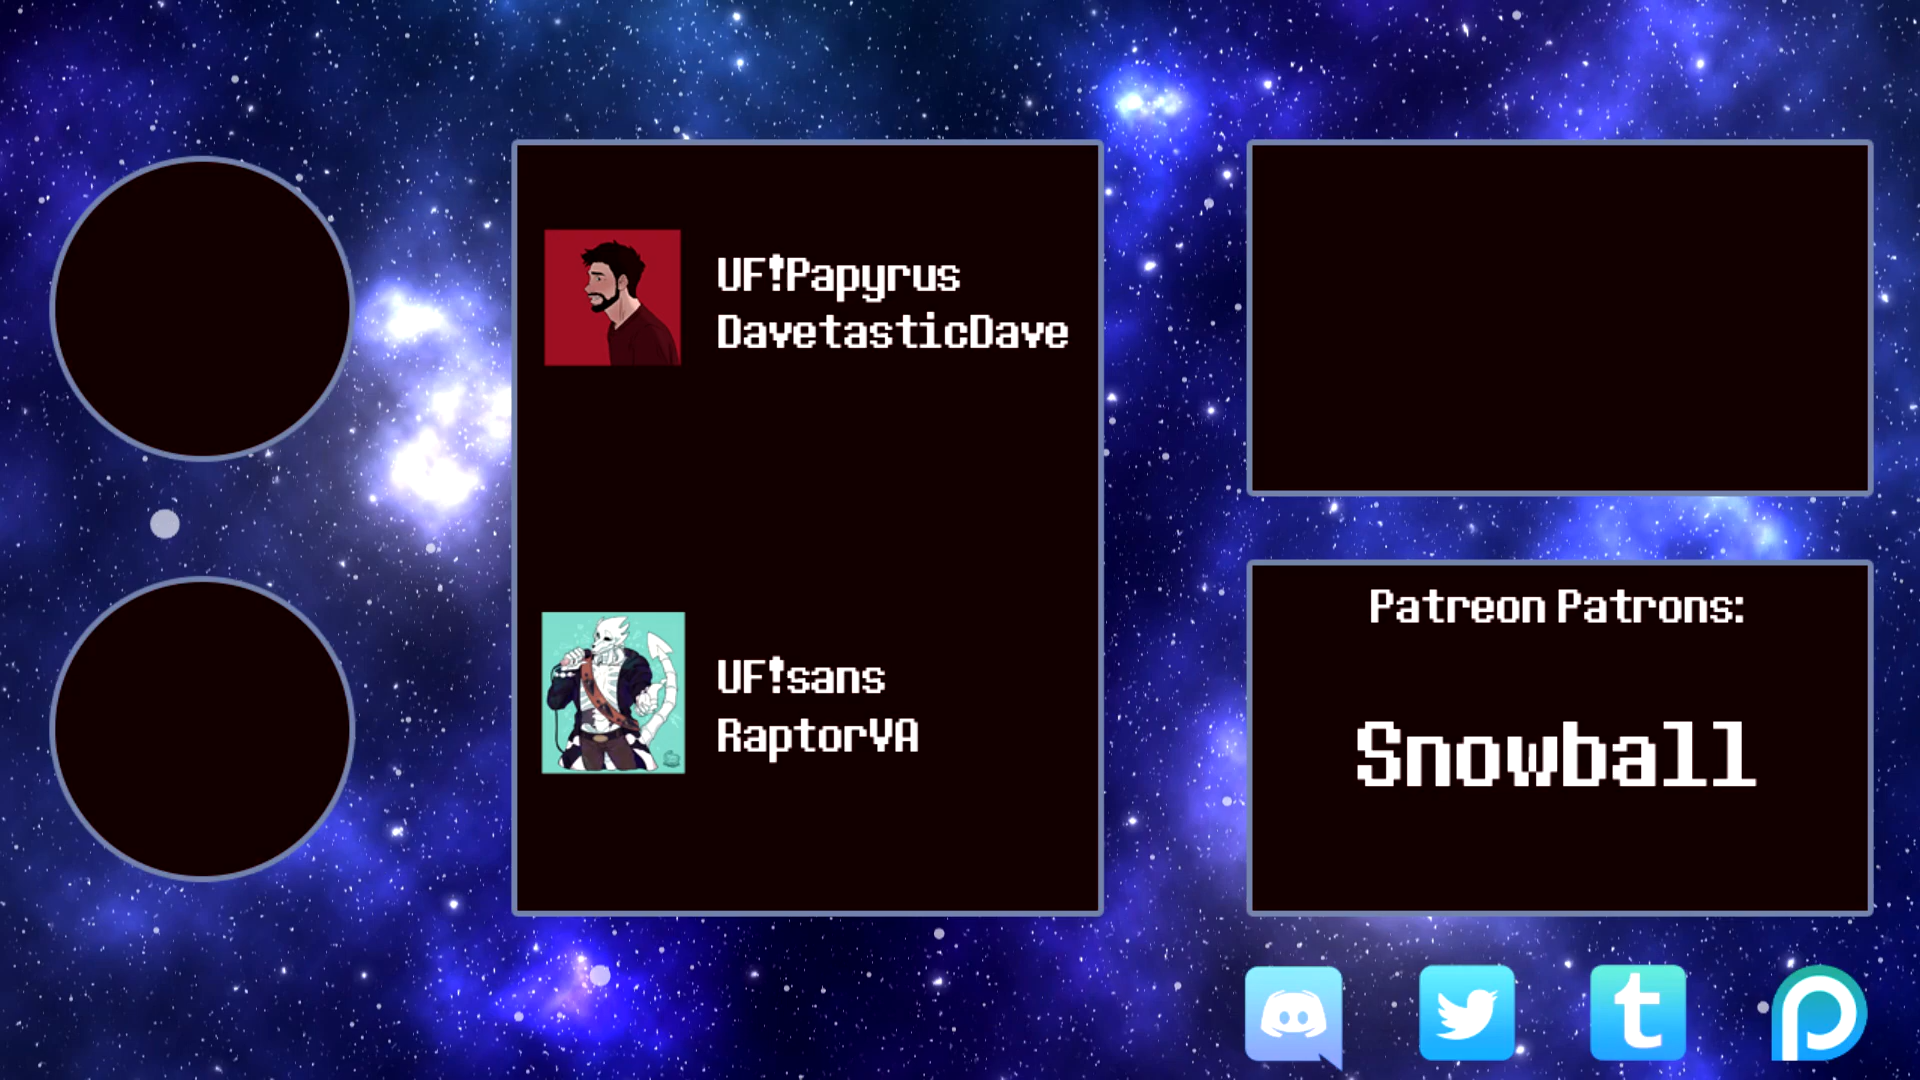 UF!Papyrus
DavetasticDave
UF!sans
RaptorVA
Patreon Patrons:
Snowball